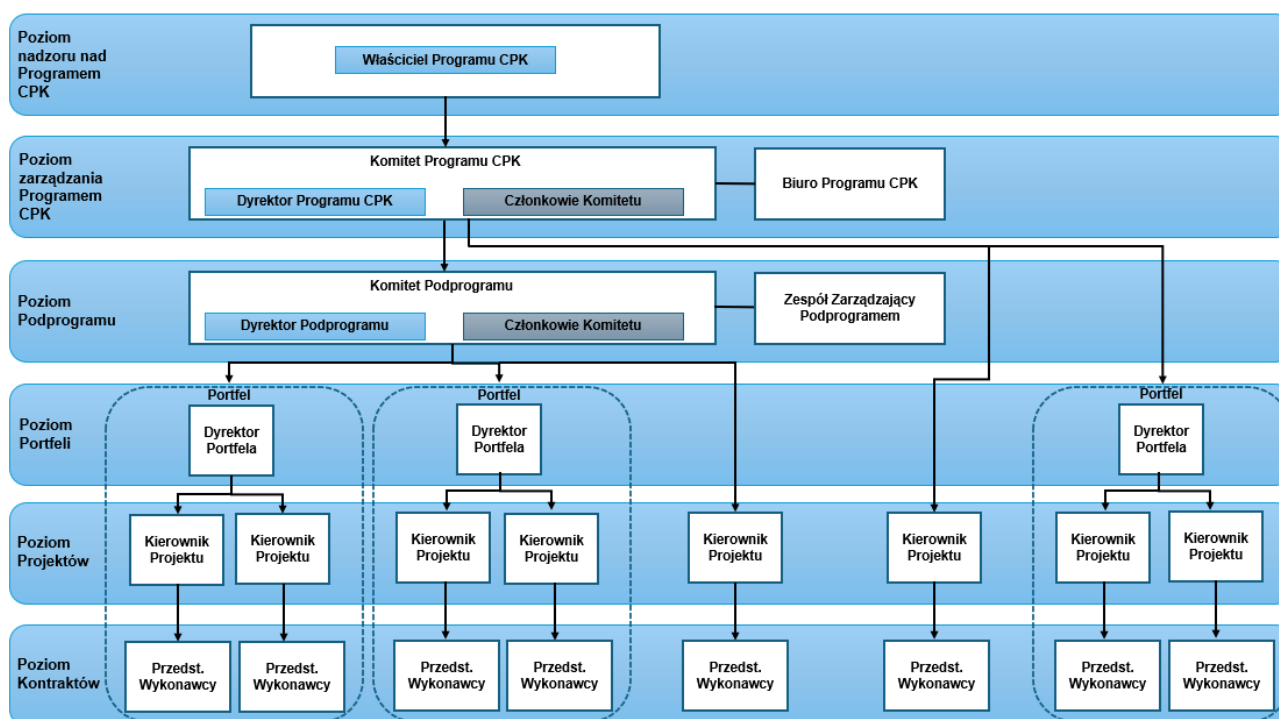 Poziom
nadzoru nad
Programem
CPK
Właściciel Programu CPK
Poziom
zarządzania
Programem
CPK
Komitet Programu CPK
Dyrektor Programu CPK
Członkowie Komitetu
Biuro Programu CPK
Poziom
Podprogramu
Komitet Podprogramu
Dyrektor Podprogramu
Członkowie Komitetu
Zespół Zarządzający
Podprogramem
Poziom
Portfeli
Portfel
Dyrektor
Portfela
Portfel
Dyrektor
Portfela
Portfel
Dyrektor
Portfela
Poziom
Projektów
Kierownik
Projektu
Kierownik
Projektu
Kierownik
Projektu
Kierownik
Projektu
Kierownik
Projektu
Kierownik
Projektu
Kierownik
Projektu
Kierownik
Projektu
Poziom
Kontraktów
Przedst.
Wykonawcy
Przedst.
Wykonawcy
Przedst.
Wykonawcy
Przedst.
Wykonawcy
Przedst.
Wykonawcy
Przedst.
Wykonawcy
Przedst.
Wykonawcy
Przedst.
Wykonawcy